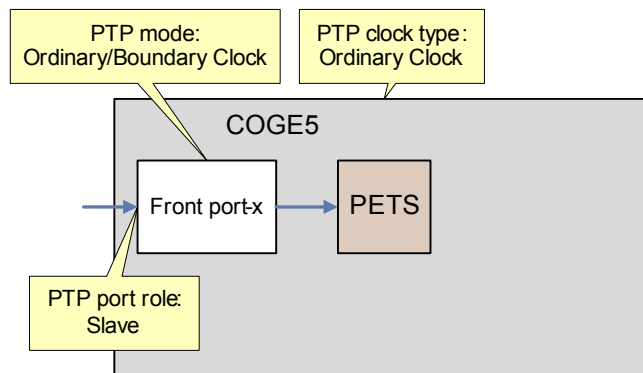 PTP mode:
Ordinary/Boundary Clock
PTP clock type:
Ordinary Clock
COGE5
Front port-x
PETS
PTP port role:
Slave